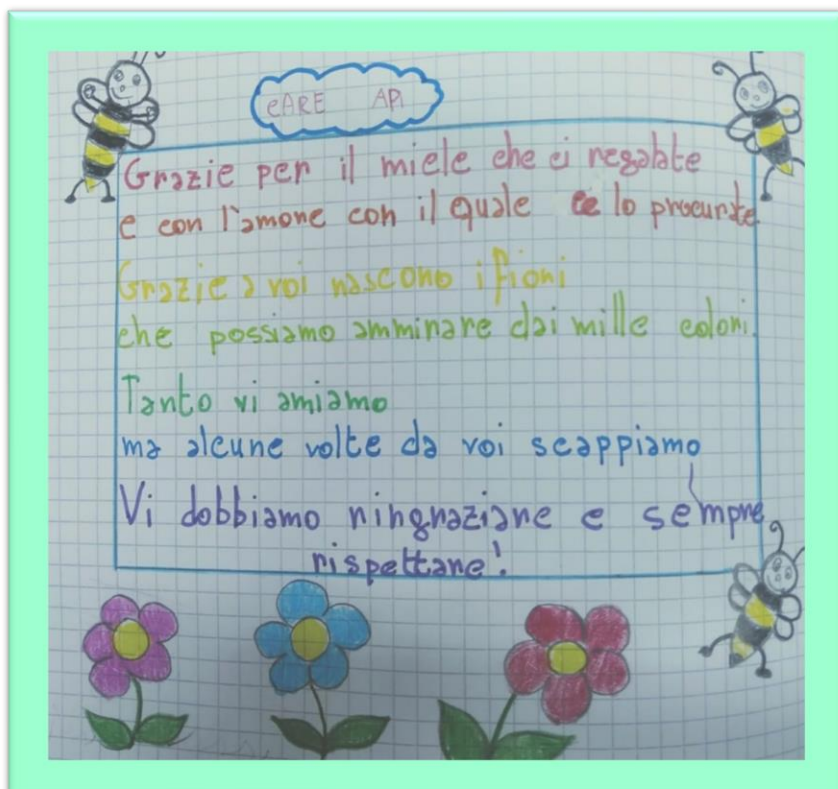 CARE API
Grazie per il miele che ci regalate
e con l'amore con il quale ce lo procurate.
Grazie a voi nascono i fiori
che possiamo ammirare dai mille colori.
Tanto vi amiamo
ma alcune volte da voi scappiamo
Vi dobbiamo ringraziare e sempre
rispettare!